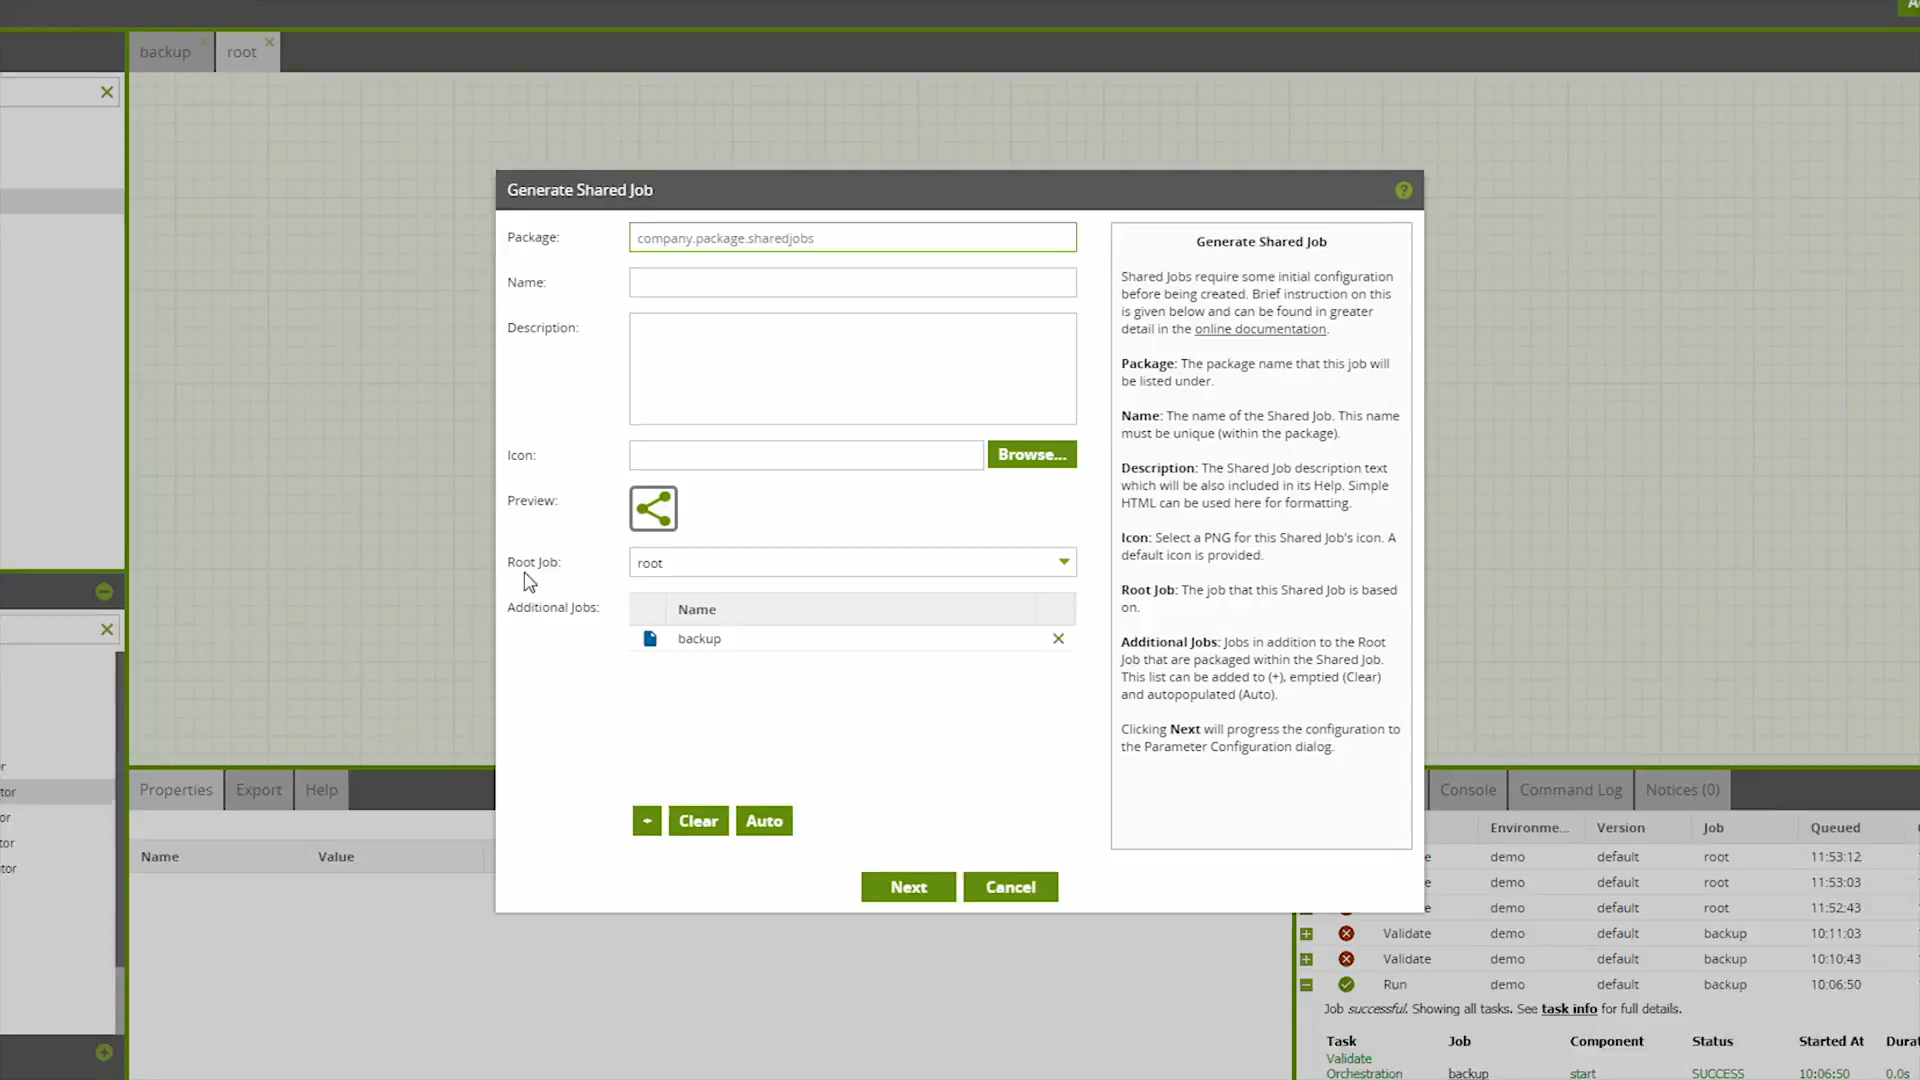 backup
root
Generate Shared Job
Package:
company.package.sharedjobs
Name:
Description:
Icon:
Browse...
Preview:
Root Job:
root
Additional Jobs:
Name
backup
Clear
Auto
Next
Cancel
Generate Shared Job
Shared Jobs require some initial configuration
before being created. Brief instruction on this
is given below and can be found in greater
detail in the online documentation.
Package: The package name that this job will
be listed under.
Name: The name of the Shared Job. This name
must be unique (within the package).
Description: The Shared Job description text
which will be also included in its Help. Simple
HTML can be used here for formatting.
Icon: Select a PNG for this Shared Job's icon. A
default icon is provided.
Root Job: The job that this Shared Job is based
on.
Additional Jobs: Jobs in addition to the Root
Job that are packaged within the Shared Job.
This list can be added to (+), emptied (Clear)
and autopopulated (Auto).
Clicking Next will progress the configuration to
the Parameter Configuration dialog.
r
tor
or
tor
tor
Properties Export Help
Name Value
Console Command Log Notices (0)
Environme... Version Job Queued
e demo default root 11:53:12
e demo default root 11:53:03
e demo default root 11:52:43
Validate demo default backup 10:11:03
Validate demo default backup 10:10:43
Run demo default backup 10:06:50
Job successful. Showing all tasks. See task info for full details.
Task Job Component Status Started At Durat
Validate
Orchestration backup start SUCCESS 10:06:50 0.0s